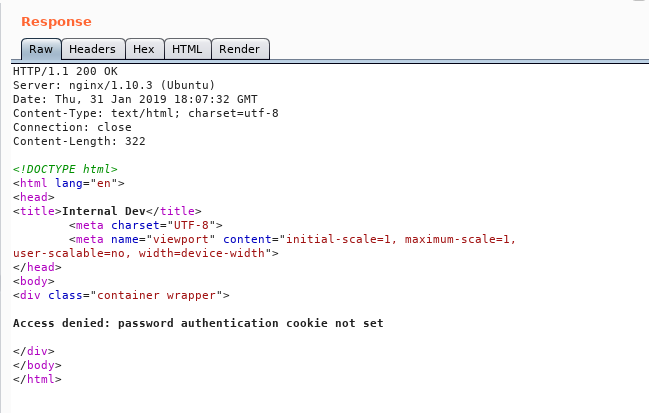 Response
Raw Headers Hex HTML Render
HTTP/1.1 200 OK
Server: nginx/1.10.3 (Ubuntu)
Date: Thu, 31 Jan 2019 18:07:32 GMT
Content-Type: text/html; charset=utf-8
Connection: close
Content-Length: 322
<!DOCTYPE html>
<html lang="en">
<head>
<title>Internal Dev</title>
<meta charset="UTF-8">
<meta name="viewport" content="initial-scale=1, maximum-scale=1,
user-scalable=no, width=device-width">
</head>
<body>
<div class="container wrapper">
Access denied: password authentication cookie not set
</div>
</body>
</html>